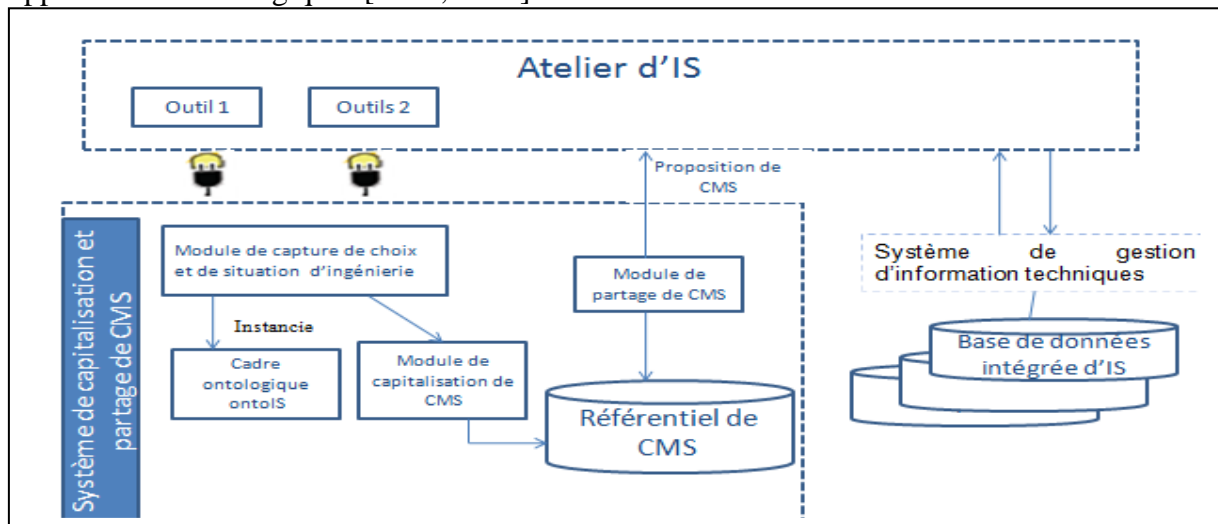 Atelier d'IS
Outil 1
Outils 2
Proposition de
CMS
Système de capitalisation et
partage de CMS
Module de capture de choix
et de situation d'ingénierie
Instancie
Cadre
ontologique
ontoIS
Module de
capitalisation de
CMS
Module de
partage de CMS
Référentiel de
CMS
Système de gestion
d'information techniques
Base de données
intégrée d'IS